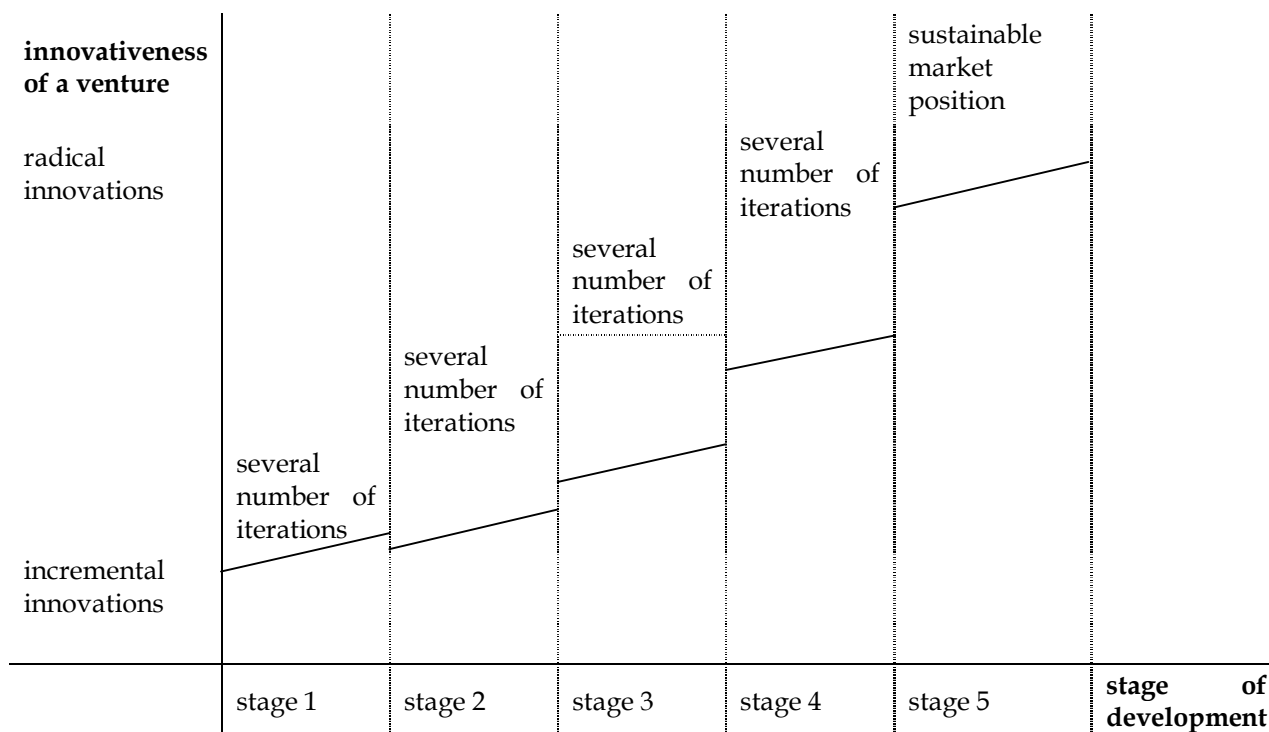 innovativeness
of a venture
radical
innovations
incremental
innovations
several
number of
iterations
several
number of
iterations
several
number of
iterations
several
number of
iterations
sustainable
market
position
stage 1
stage 2
stage 3
stage 4
stage 5
stage of
development